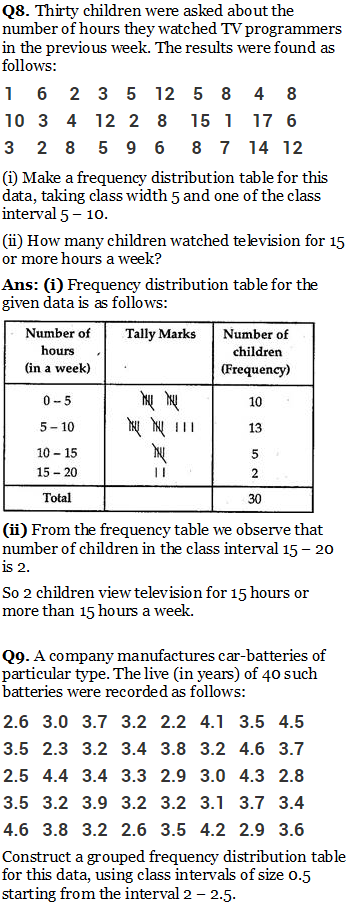 Q8. Thirty children were asked about the
number of hours they watched TV programmers
in the previous week. The results were found as
follows:
1 6 2 3 5 12 5 8 4 8
10 3 4 12 2 8 15 1 17 6
3 2 8 5 9 6 8 7 14 12
(i) Make a frequency distribution table for this
data, taking class width 5 and one of the class
interval 5 – 10.
(ii) How many children watched television for 15
or more hours a week?
Ans: (i) Frequency distribution table for the
given data is as follows:
Number of hours (in a week) Tally Marks Number of children (Frequency)
0 – 5 10
5 – 10 13
10 – 15 5
15 – 20 2
Total 30
(ii) From the frequency table we observe that
number of children in the class interval 15 – 20
is 2.
So 2 children view television for 15 hours or
more than 15 hours a week.
Q9. A company manufactures car-batteries of
particular type. The live (in years) of 40 such
batteries were recorded as follows:
2.6 3.0 3.7 3.2 2.2 4.1 3.5 4.5
3.5 2.3 3.2 3.4 3.8 3.2 4.6 3.7
2.5 4.4 3.4 3.3 2.9 3.0 4.3 2.8
3.5 3.2 3.9 3.2 3.2 3.1 3.7 3.4
4.6 3.8 3.2 2.6 3.5 4.2 2.9 3.6
Construct a grouped frequency distribution table
for this data, using class intervals of size 0.5
starting from the interval 2 – 2.5.